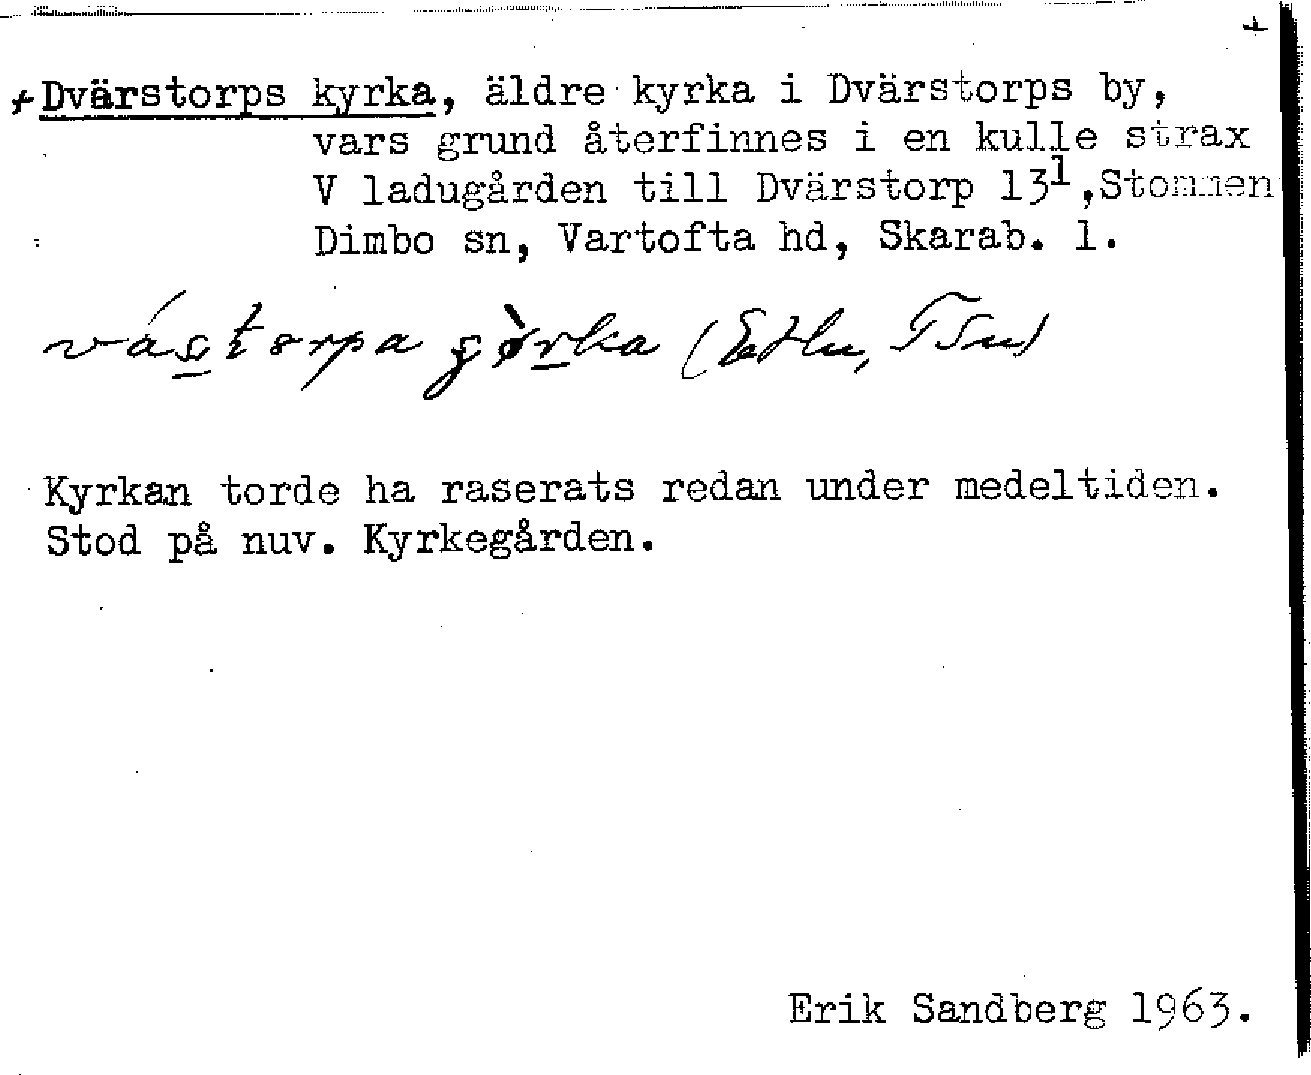 +Dvärstorps kyrka, äldre kyrka i Dvärstorps by,
vars grund återfinnes i en kulle strax
V ladugården till Dvärstorp 13¹, Stommen
Dimbo sn, Vartofta hd, Skarab. l.
Kyrkan torde ha raserats redan under medeltiden.
Stod på nuv. Kyrkegården.
Erik Sandberg 1963.